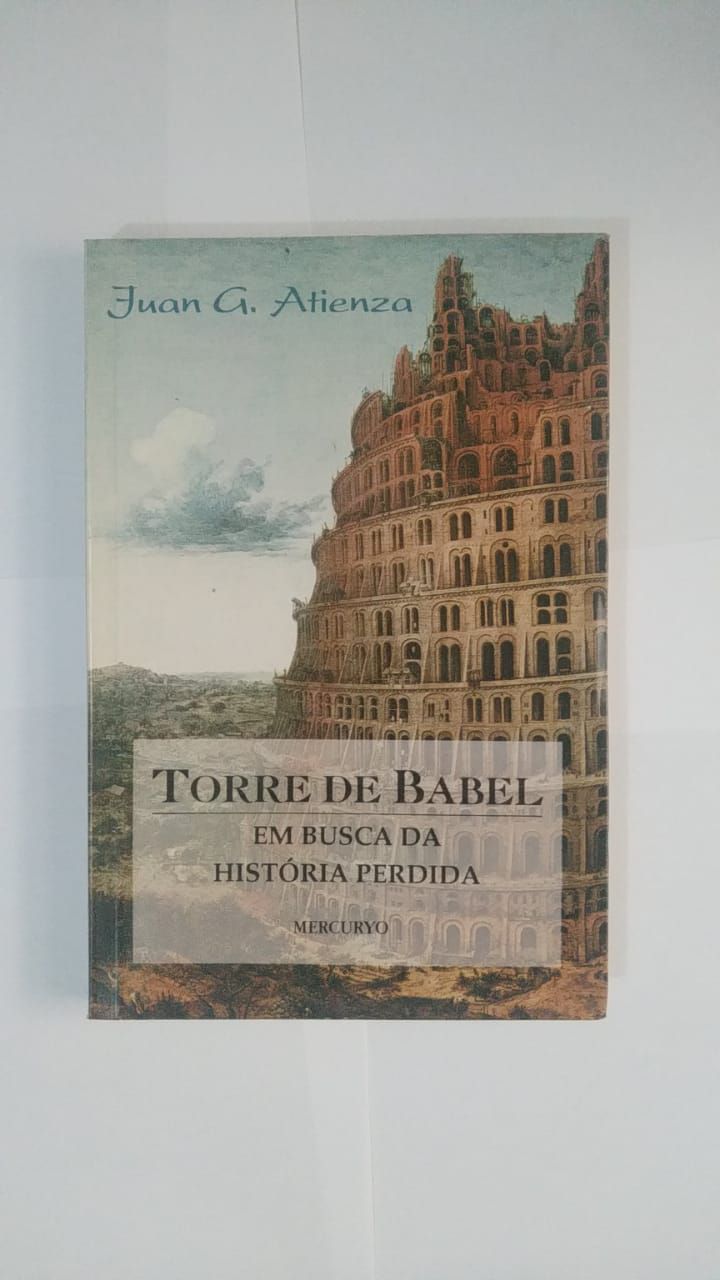 Juan G. Atienza
TORRE DE BABEL
EM BUSCA DA
HISTÓRIA PERDIDA
MERCURYO